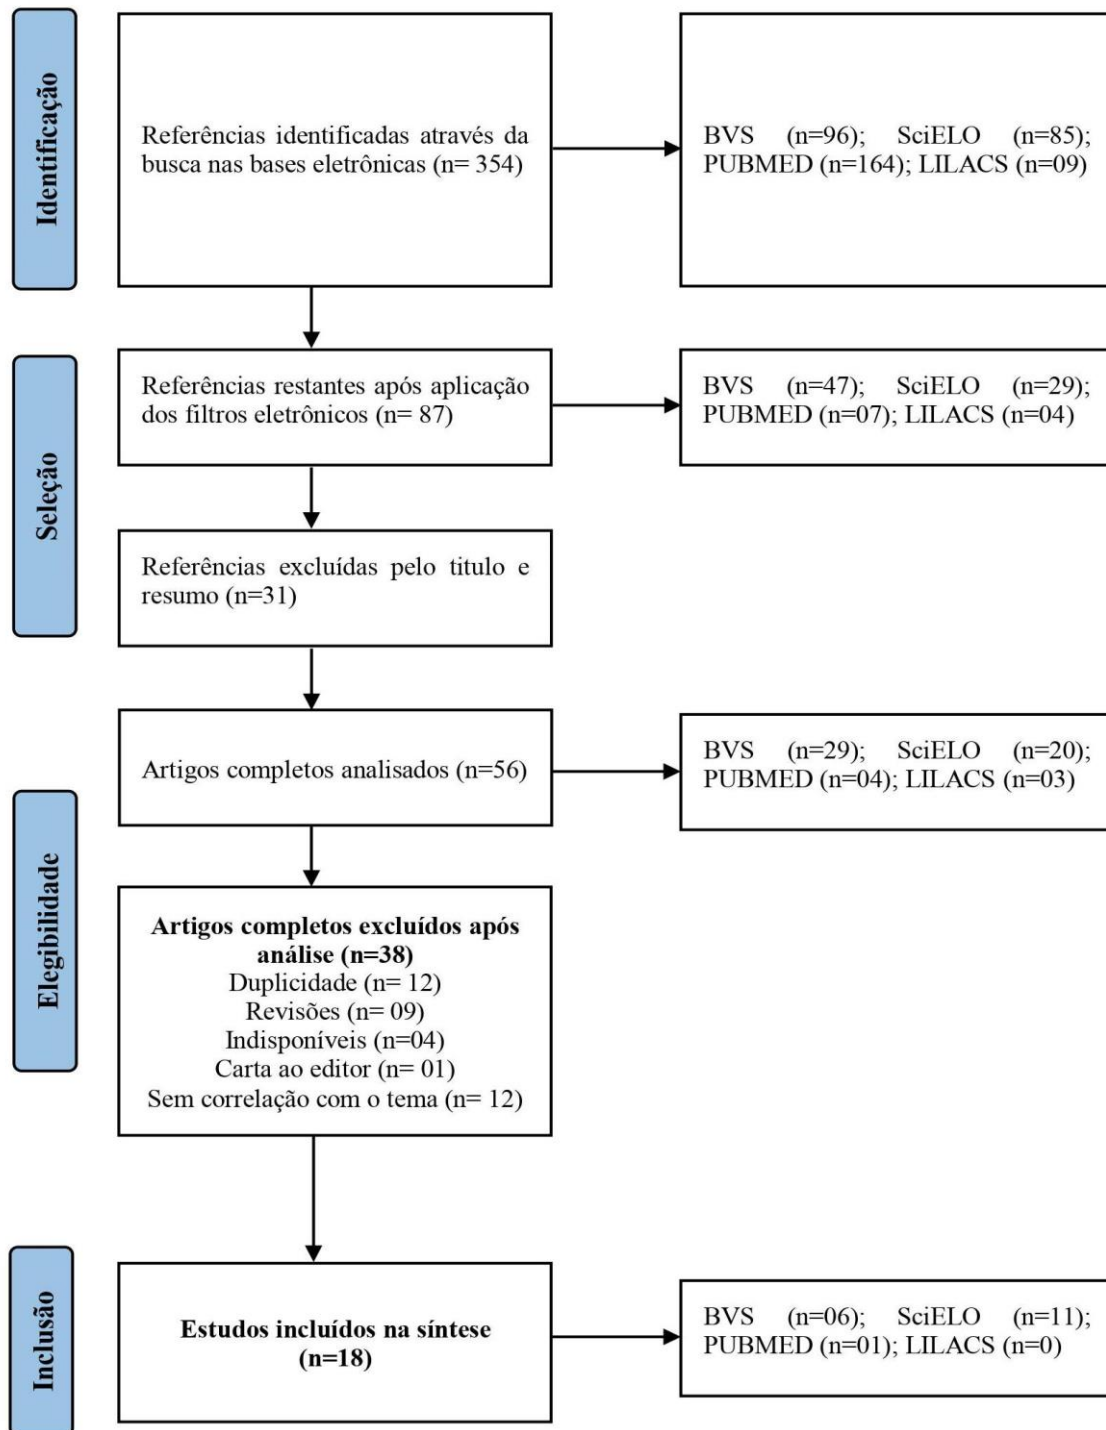 Identificação
Referências identificadas através da
busca nas bases eletrônicas (n= 354)
BVS (n=96); SciELO (n=85);
PUBMED (n=164); LILACS (n=09)
Seleção
Referências restantes após aplicação
dos filtros eletrônicos (n= 87)
BVS (n=47); SciELO (n=29);
PUBMED (n=07); LILACS (n=04)
Referências excluídas pelo titulo e
resumo (n=31)
Elegibilidade
Artigos completos analisados (n=56)
BVS (n=29); SciELO (n=20);
PUBMED (n=04); LILACS (n=03)
Artigos completos excluídos após
análise (n=38)
Duplicidade (n= 12)
Revisões (n= 09)
Indisponíveis (n=04)
Carta ao editor (n= 01)
Sem correlação com o tema (n= 12)
Inclusão
Estudos incluídos na síntese
(n=18)
BVS (n=06); SciELO (n=11);
PUBMED (n=01); LILACS (n=0)